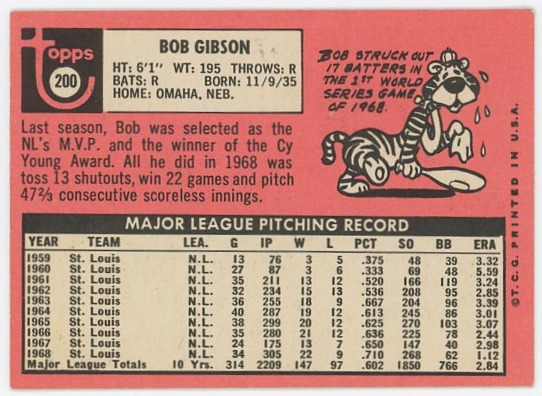 topps
200
BOB GIBSON
HT: 6'1" WT: 195 THROWS: R
BATS: R BORN: 11/9/35
HOME: OMAHA, NEB.
Last season, Bob was selected as the
NL's M.V.P. and the winner of the Cy
Young Award. All he did in 1968 was
toss 13 shutouts, win 22 games and pitch
47⅔ consecutive scoreless innings.
BOB STRUCK OUT
17 BATTERS IN
THE 1ST WORLD
SERIES GAME
OF 1968.
MAJOR LEAGUE PITCHING RECORD
YEAR TEAM LEA. G IP W L PCT SO BB ERA
1959 St. Louis N.L. 13 76 3 5 .375 48 39 3.32
1960 St. Louis N.L. 27 87 3 6 .333 69 48 5.59
1961 St. Louis N.L. 35 211 13 12 .520 166 119 3.24
1962 St. Louis N.L. 32 234 15 13 .536 208 95 2.85
1963 St. Louis N.L. 36 255 18 9 .667 204 96 3.39
1964 St. Louis N.L. 40 287 19 12 .613 245 86 3.01
1965 St. Louis N.L. 38 299 20 12 .625 270 103 3.07
1966 St. Louis N.L. 35 280 21 12 .636 225 78 2.44
1967 St. Louis N.L. 24 175 13 7 .650 147 40 2.98
1968 St. Louis N.L. 34 305 22 9 .710 268 62 1.12
Major League Totals 10 Yrs. 314 2209 147 97 .602 1850 766 2.84
© T.C.G. PRINTED IN U.S.A.